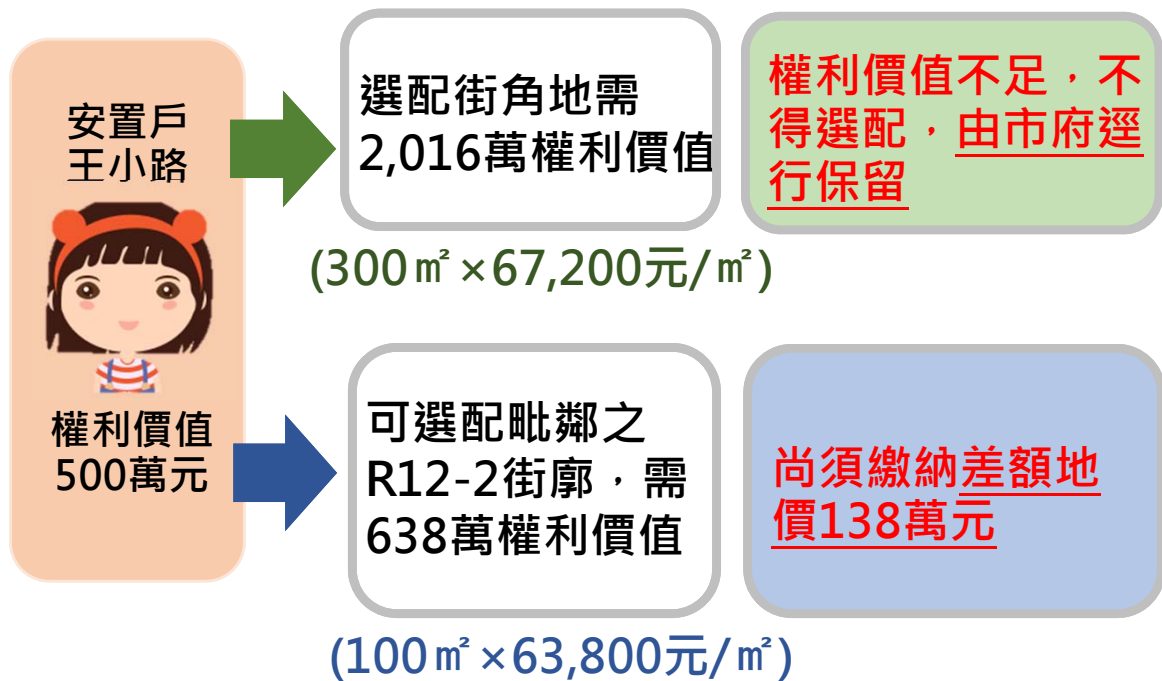 安置戶
王小路
權利價值
500萬元
選配街角地需
2,016萬權利價值
權利價值不足，不
得選配，由市府逕
行保留
(300㎡×67,200元/㎡)
可選配毗鄰之
R12-2街廓，需
638萬權利價值
尚須繳納差額地
價138萬元
(100㎡×63,800元/㎡)